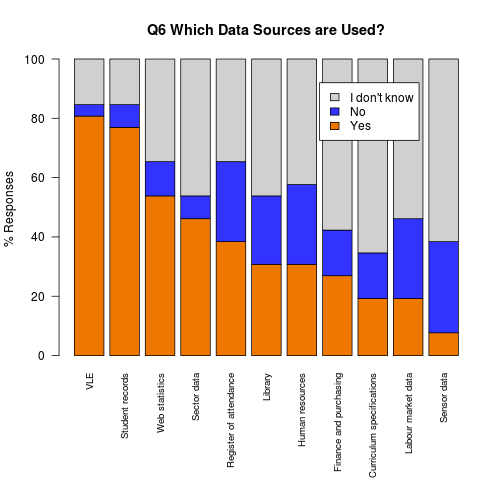 Q6 Which Data Sources are Used?
% Responses
100
80
60
40
20
0
I don't know
No
Yes
VLE
Student records
Web statistics
Sector data
Register of attendance
Library
Human resources
Finance and purchasing
Curriculum specifications
Labour market data
Sensor data